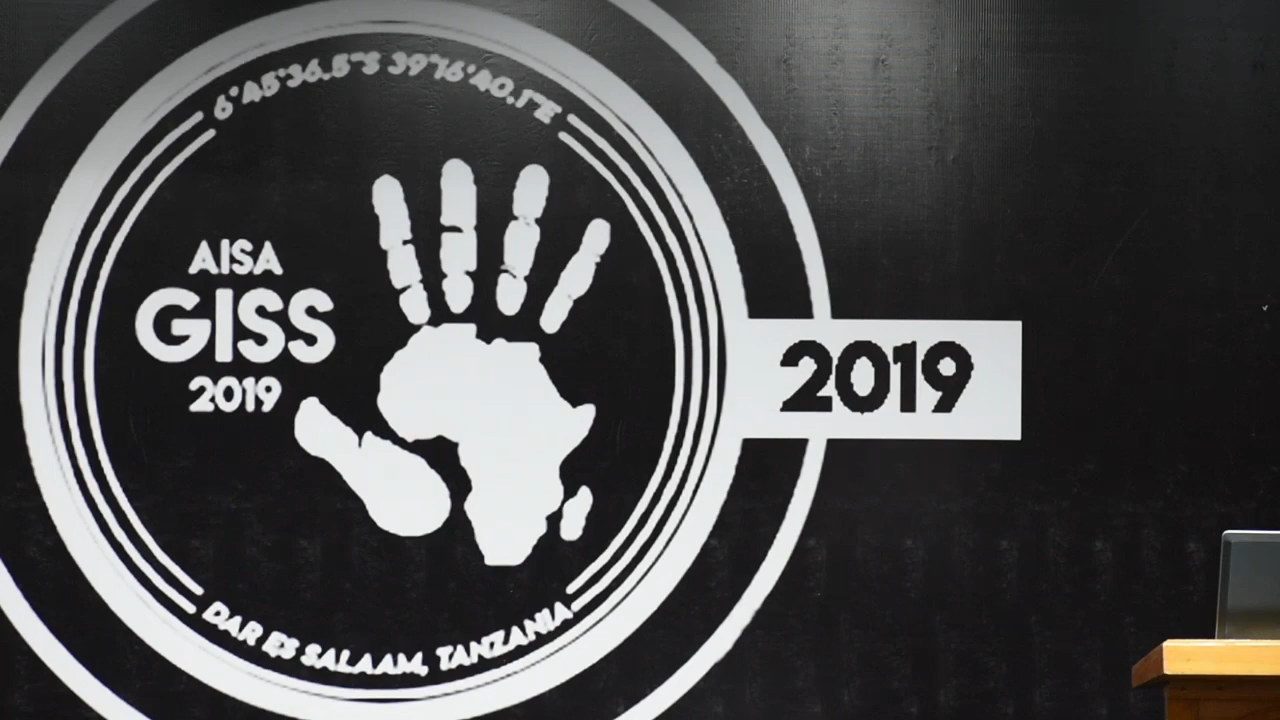 6°45'36.5"S 39°16'40.1"E
AISA
GISS
2019
2019
DAR ES SALAAM, TANZANIA